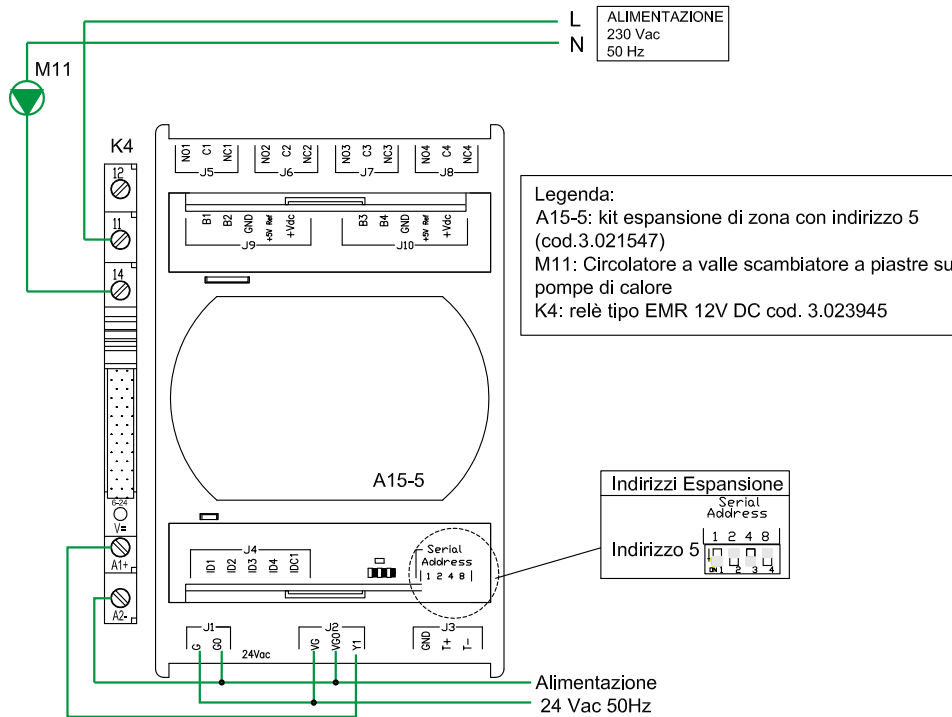 L
ALIMENTAZIONE
230 Vac
50 Hz
N
M11
K4
12
11
14
NO1 C1 NC1 NO2 C2 NC2 NO3 C3 NC3 NO4 C4 NC4
J5 J6 J7 J8
B1 B2 GND +5V Ref +Vdc B3 B4 GND +5V Ref +Vdc
J9 J10
Legenda:
A15-5: kit espansione di zona con indirizzo 5
(cod.3.021547)
M11: Circolatore a valle scambiatore a piastre su
pompe di calore
K4: relè tipo EMR 12V DC cod. 3.023945
A15-5
6-24
V=
A1+
A2-
J4
ID1 ID2 ID3 ID4 IDC1
Serial
Address
1 2 4 8
Indirizzi Espansione
Serial
Address
1 2 4 8
Indirizzo 5
ON 1 2 3 4
J1 J2 J3
G G0 24Vac VG VG0 Y1 GND T+ T-
Alimentazione
24 Vac 50Hz